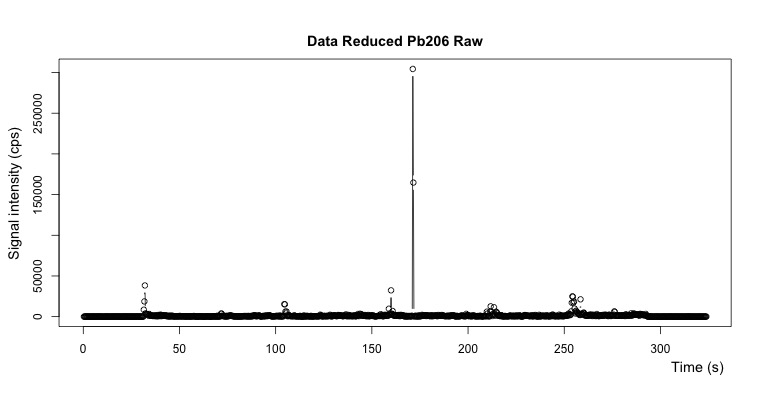 Data Reduced Pb206 Raw
Signal intensity (cps)
250000
150000
50000
0
0 50 100 150 200 250 300
Time (s)